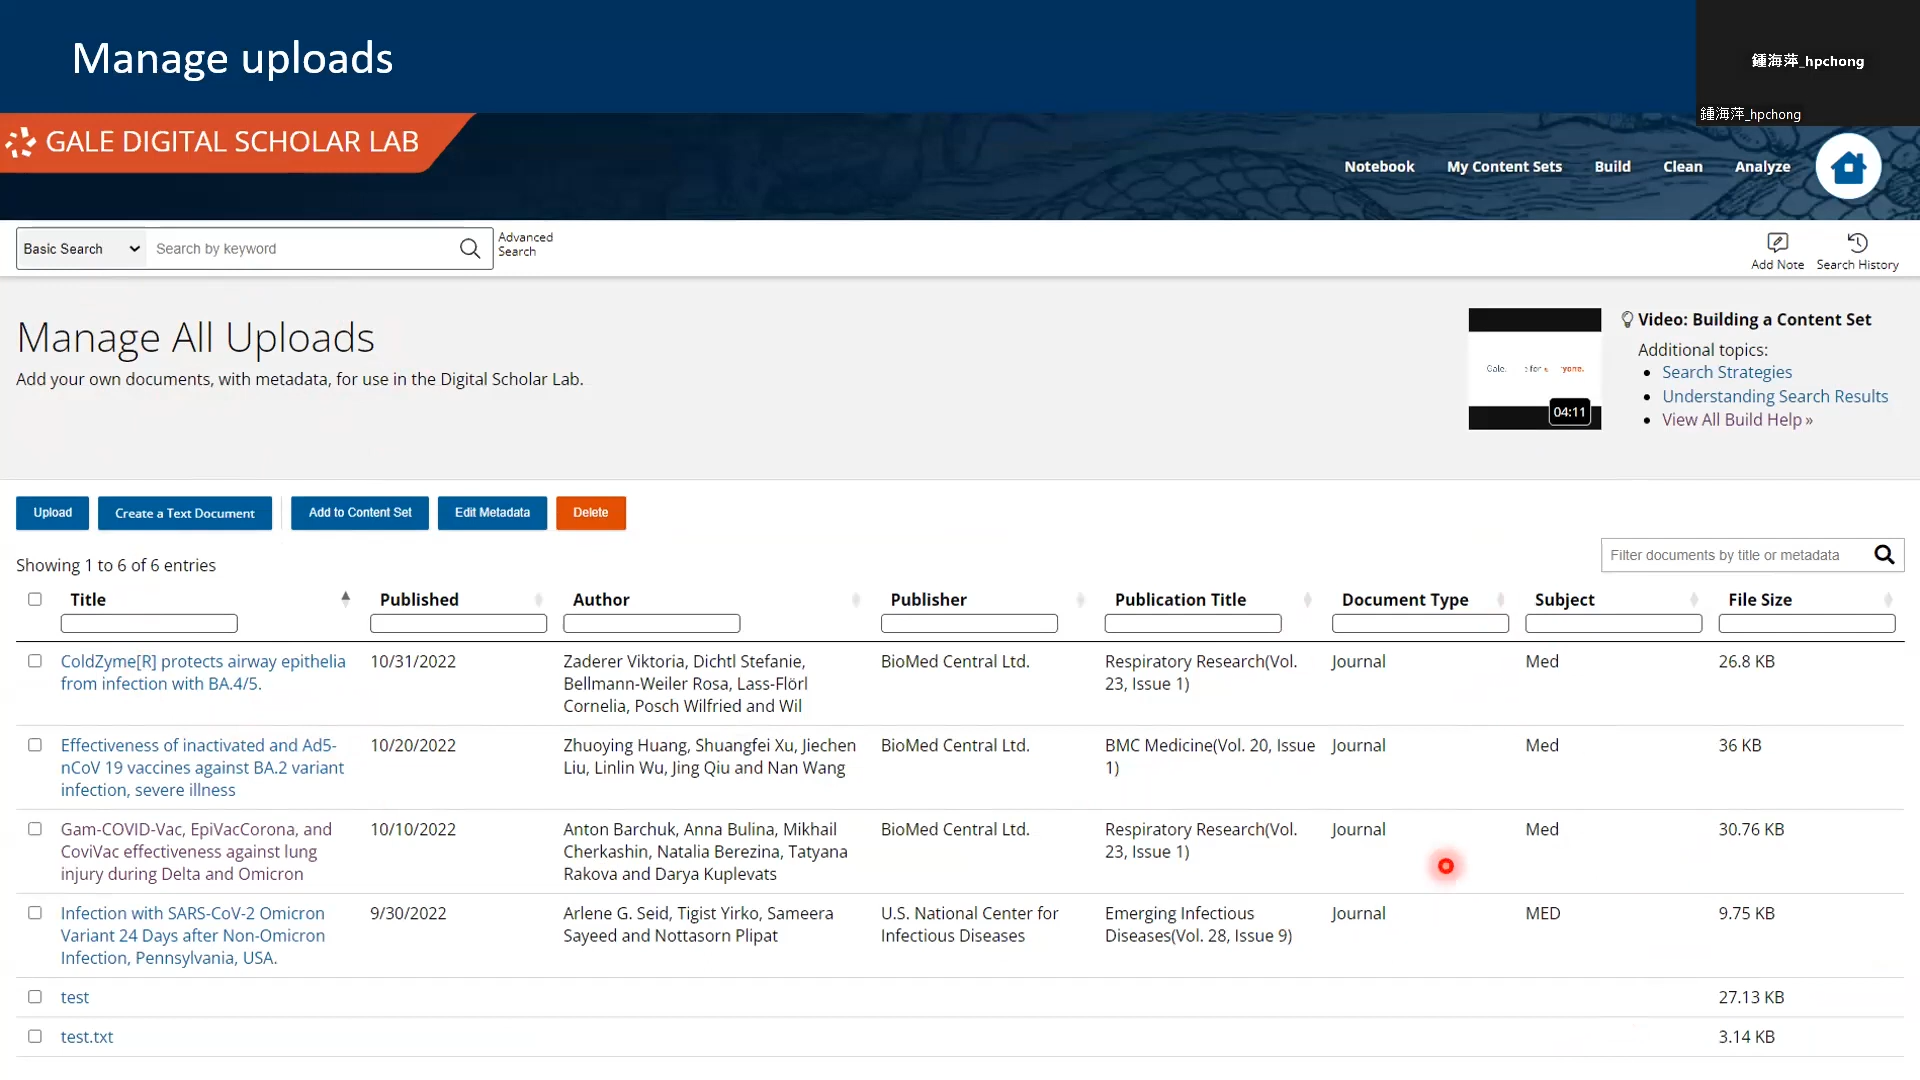 Manage uploads
鍾海萍_hpchong
鍾海萍_hpchong
GALE DIGITAL SCHOLAR LAB
Notebook
My Content Sets
Build
Clean
Analyze
Basic Search
Search by keyword
Advanced
Search
Add Note
Search History
Manage All Uploads
Add your own documents, with metadata, for use in the Digital Scholar Lab.
04:11
Video: Building a Content Set
Additional topics:
Search Strategies
Understanding Search Results
View All Build Help »
Upload
Create a Text Document
Add to Content Set
Edit Metadata
Delete
Showing 1 to 6 of 6 entries
Filter documents by title or metadata
Title
Published
Author
Publisher
Publication Title
Document Type
Subject
File Size
ColdZyme[R] protects airway epithelia
from infection with BA.4/5.
10/31/2022
Zaderer Viktoria, Dichtl Stefanie,
Bellmann-Weiler Rosa, Lass-Flörl
Cornelia, Posch Wilfried and Wil
BioMed Central Ltd.
Respiratory Research(Vol.
23, Issue 1)
Journal
Med
26.8 KB
Effectiveness of inactivated and Ad5-
nCoV 19 vaccines against BA.2 variant
infection, severe illness
10/20/2022
Zhuoying Huang, Shuangfei Xu, Jiechen
Liu, Linlin Wu, Jing Qiu and Nan Wang
BioMed Central Ltd.
BMC Medicine(Vol. 20, Issue
1)
Journal
Med
36 KB
Gam-COVID-Vac, EpiVacCorona, and
CoviVac effectiveness against lung
injury during Delta and Omicron
10/10/2022
Anton Barchuk, Anna Bulina, Mikhail
Cherkashin, Natalia Berezina, Tatyana
Rakova and Darya Kuplevats
BioMed Central Ltd.
Respiratory Research(Vol.
23, Issue 1)
Journal
Med
30.76 KB
Infection with SARS-CoV-2 Omicron
Variant 24 Days after Non-Omicron
Infection, Pennsylvania, USA.
9/30/2022
Arlene G. Seid, Tigist Yirko, Sameera
Sayeed and Nottasorn Plipat
U.S. National Center for
Infectious Diseases
Emerging Infectious
Diseases(Vol. 28, Issue 9)
Journal
MED
9.75 KB
test
27.13 KB
test.txt
3.14 KB